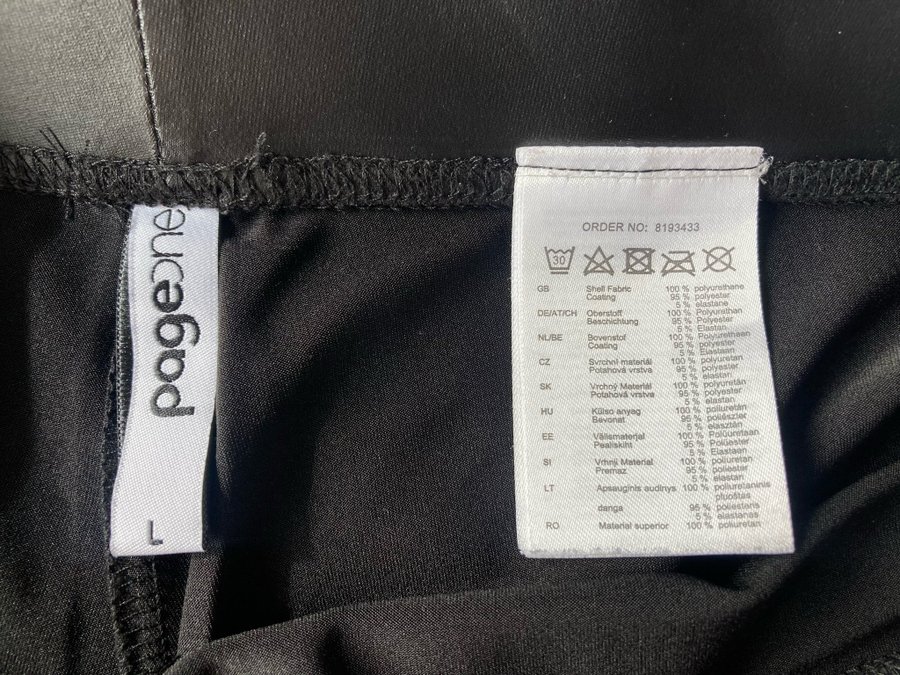 pageone
L
ORDER NO: 8193433
30
GB Shell Fabric 100 % polyurethane
Coating 95 % polyester
5 % elastane
DE/AT/CH Oberstoff 100 % Polyurethan
Beschichtung 95 % Polyester
5 % Elastan
NL/BE Bovenstof 100 % Polyurethaan
Coating 95 % polyester
5 % Elastaan
CZ Svrchní materiál 100 % polyuretan
Potahová vrstva 95 % polyester
5 % elastan
SK Vrchný Materiál 100 % polyuretán
Potahová vrstva 95 % polyester
5 % elastan
HU Külso anyag 100 % poliuretán
Bevonat 95 % poliészter
5 % elasztán
EE Välismaterjal 100 % Polüuretaan
Pealiskiht 95 % Polüester
5 % Elastaan
SI Vrhnji Material 100 % poliuretan
Premaz 95 % poliester
5 % elastan
LT Apsauginis audinys 100 % poliuretaninis
pluoštas
danga 95 % poliesteris
5 % elastanas
RO Material superior 100 % poliuretan